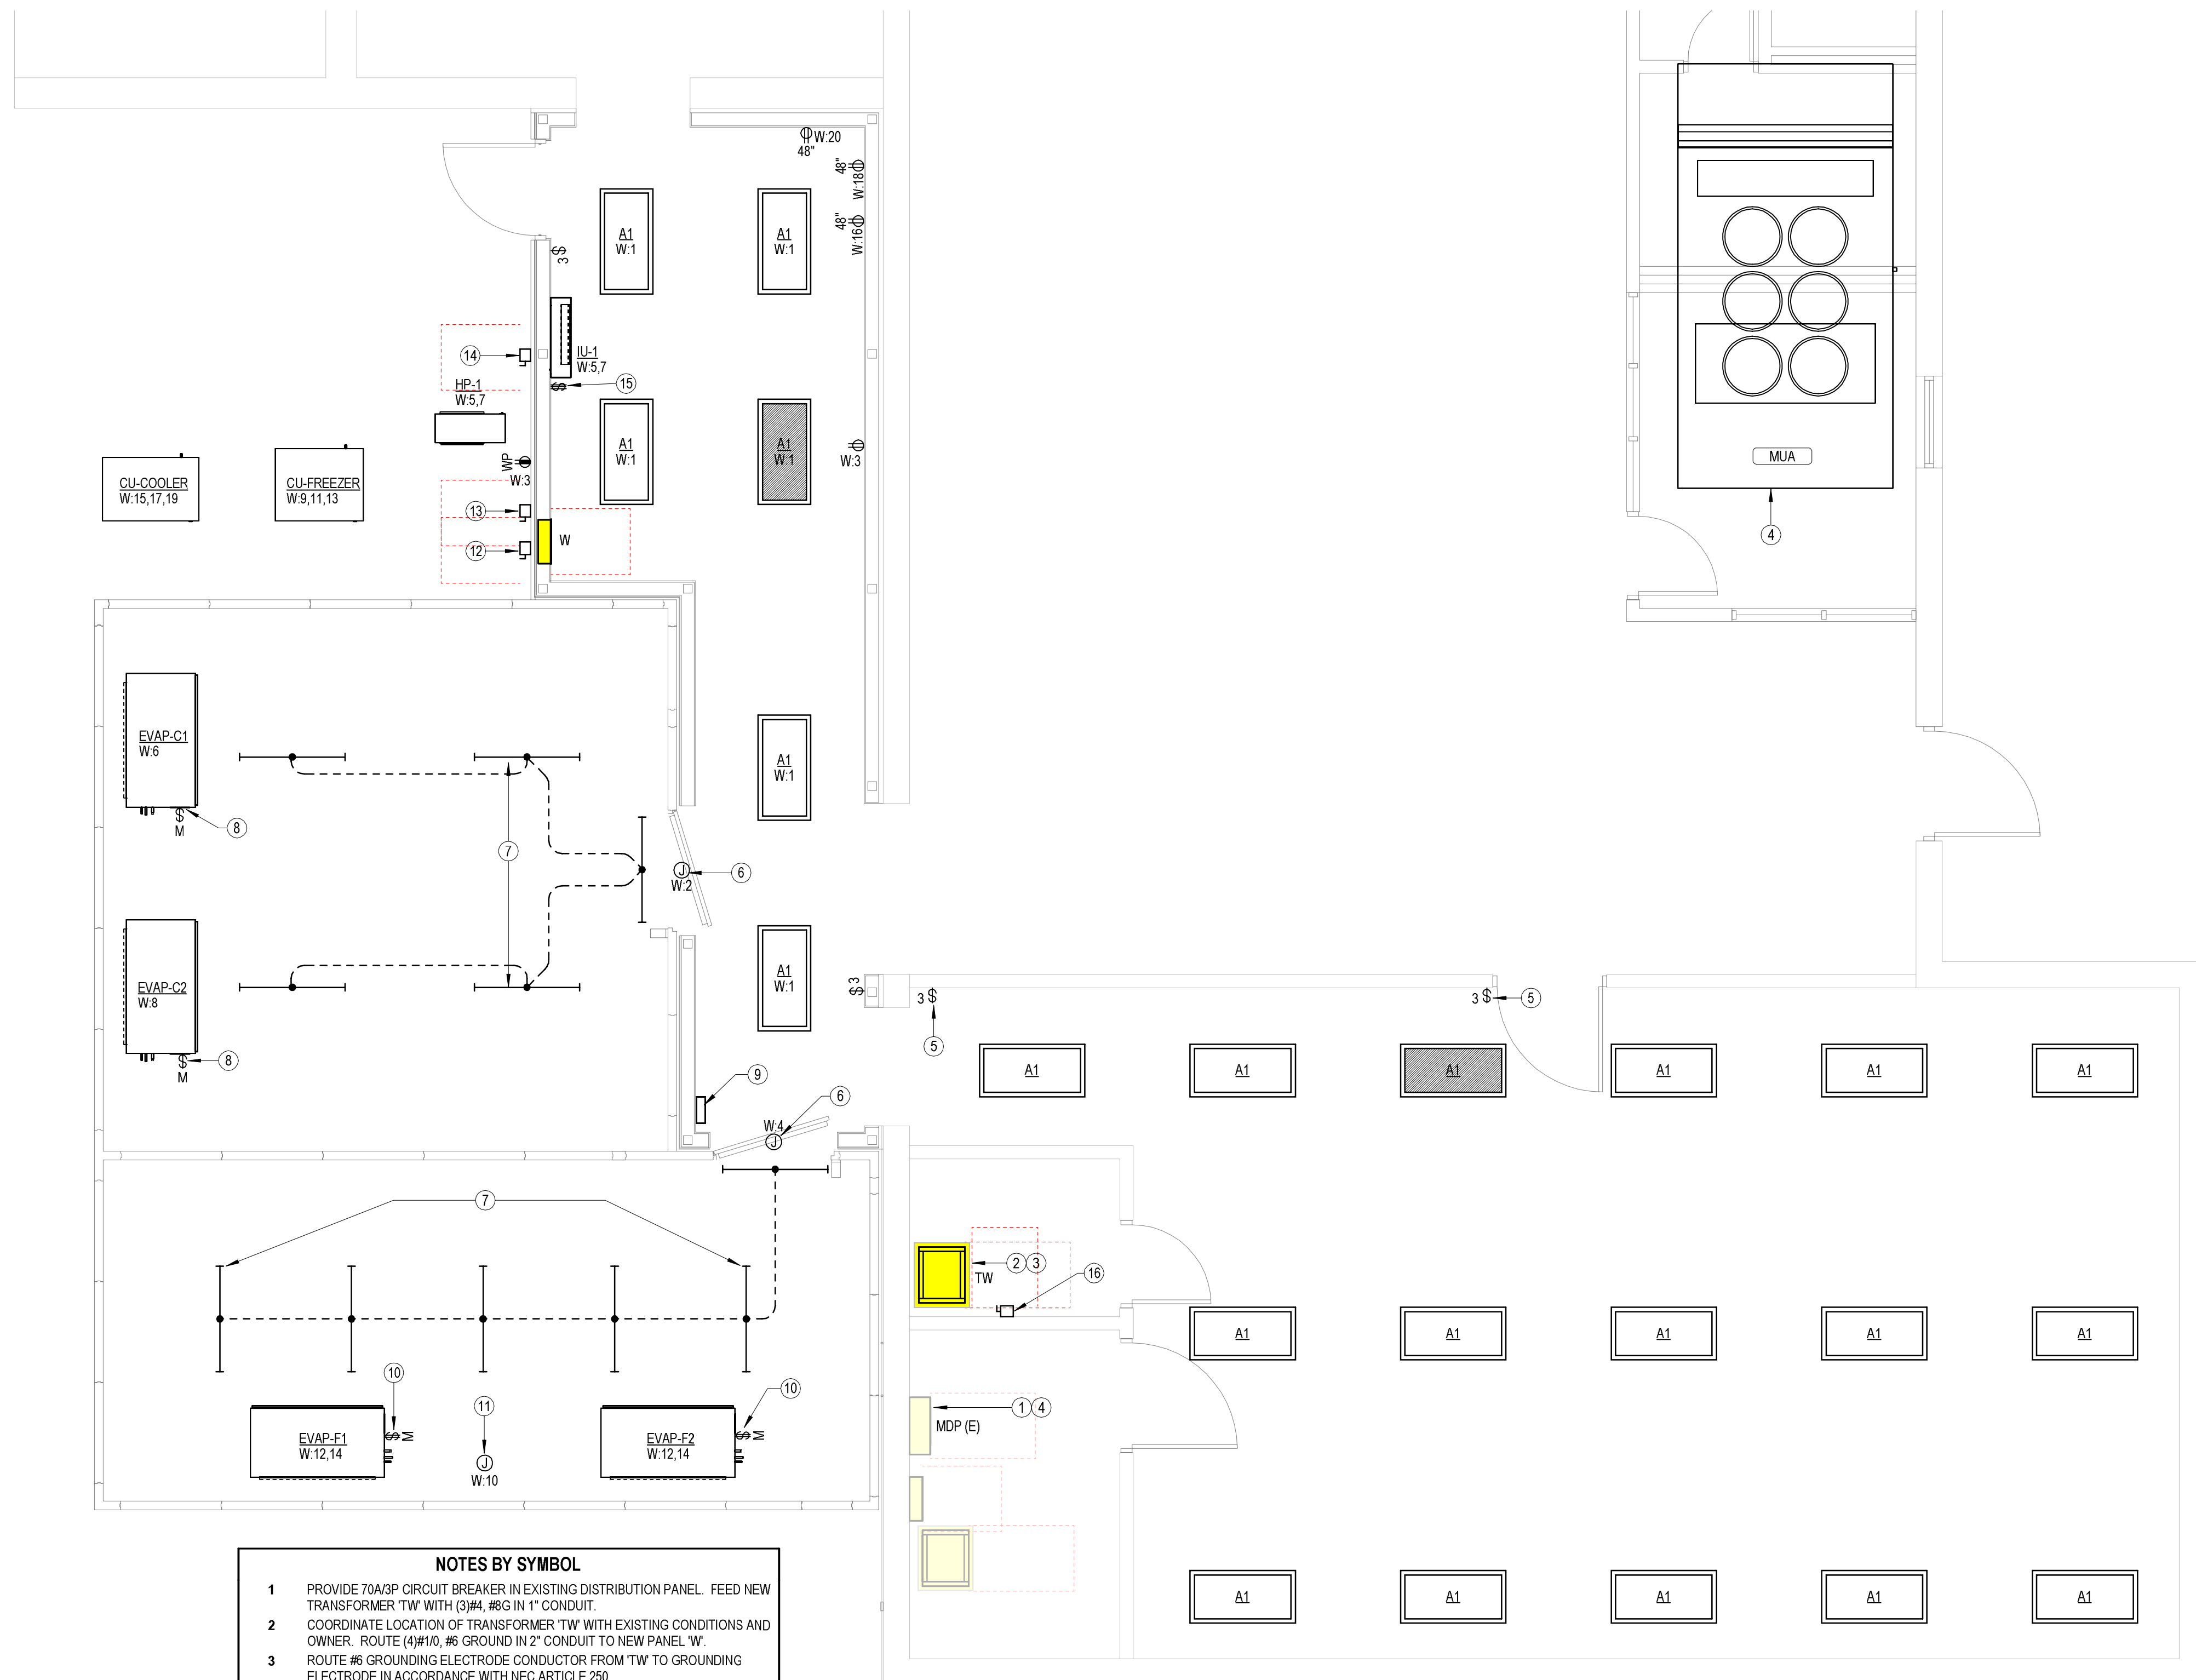 W:20
48"
48"
W:18
48"
W:16
A1
W:1
A1
W:1
3 $
14
IU-1
W:5,7
$
15
HP-1
W:5,7
A1
W:1
A1
W:1
W:3
MUA
4
WP
W:3
CU-COOLER
W:15,17,19
CU-FREEZER
W:9,11,13
13
12
W
EVAP-C1
W:6
$
M
8
A1
W:1
7
J
W:2
6
EVAP-C2
W:8
$
M
8
A1
W:1
$ 3
3 $
5
3 $
5
9
6
W:4
J
A1
A1
A1
A1
A1
A1
7
2
3
TW
16
A1
A1
A1
A1
A1
10
11
10
EVAP-F1
W:12,14
$
M
J
W:10
EVAP-F2
W:12,14
$
M
1
4
MDP (E)
A1
A1
A1
A1
A1
NOTES BY SYMBOL
1 PROVIDE 70A/3P CIRCUIT BREAKER IN EXISTING DISTRIBUTION PANEL. FEED NEW
TRANSFORMER 'TW' WITH (3)#4, #8G IN 1" CONDUIT.
2 COORDINATE LOCATION OF TRANSFORMER 'TW' WITH EXISTING CONDITIONS AND
OWNER. ROUTE (4)#1/0, #6 GROUND IN 2" CONDUIT TO NEW PANEL 'W'.
3 ROUTE #6 GROUNDING ELECTRODE CONDUCTOR FROM 'TW' TO GROUNDING
ELECTRODE IN ACCORDANCE WITH NEC ARTICLE 250